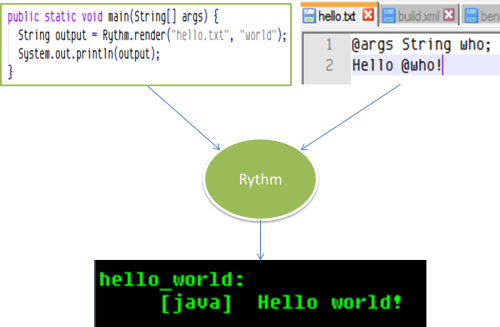 public static void main(String[] args) {
String output = Rythm.render("hello.txt", "world");
System.out.println(output);
}
hello.txt build.xml ben
1 @args String who;
2 Hello @who!
Rythm
hello_world:
[java] Hello world!